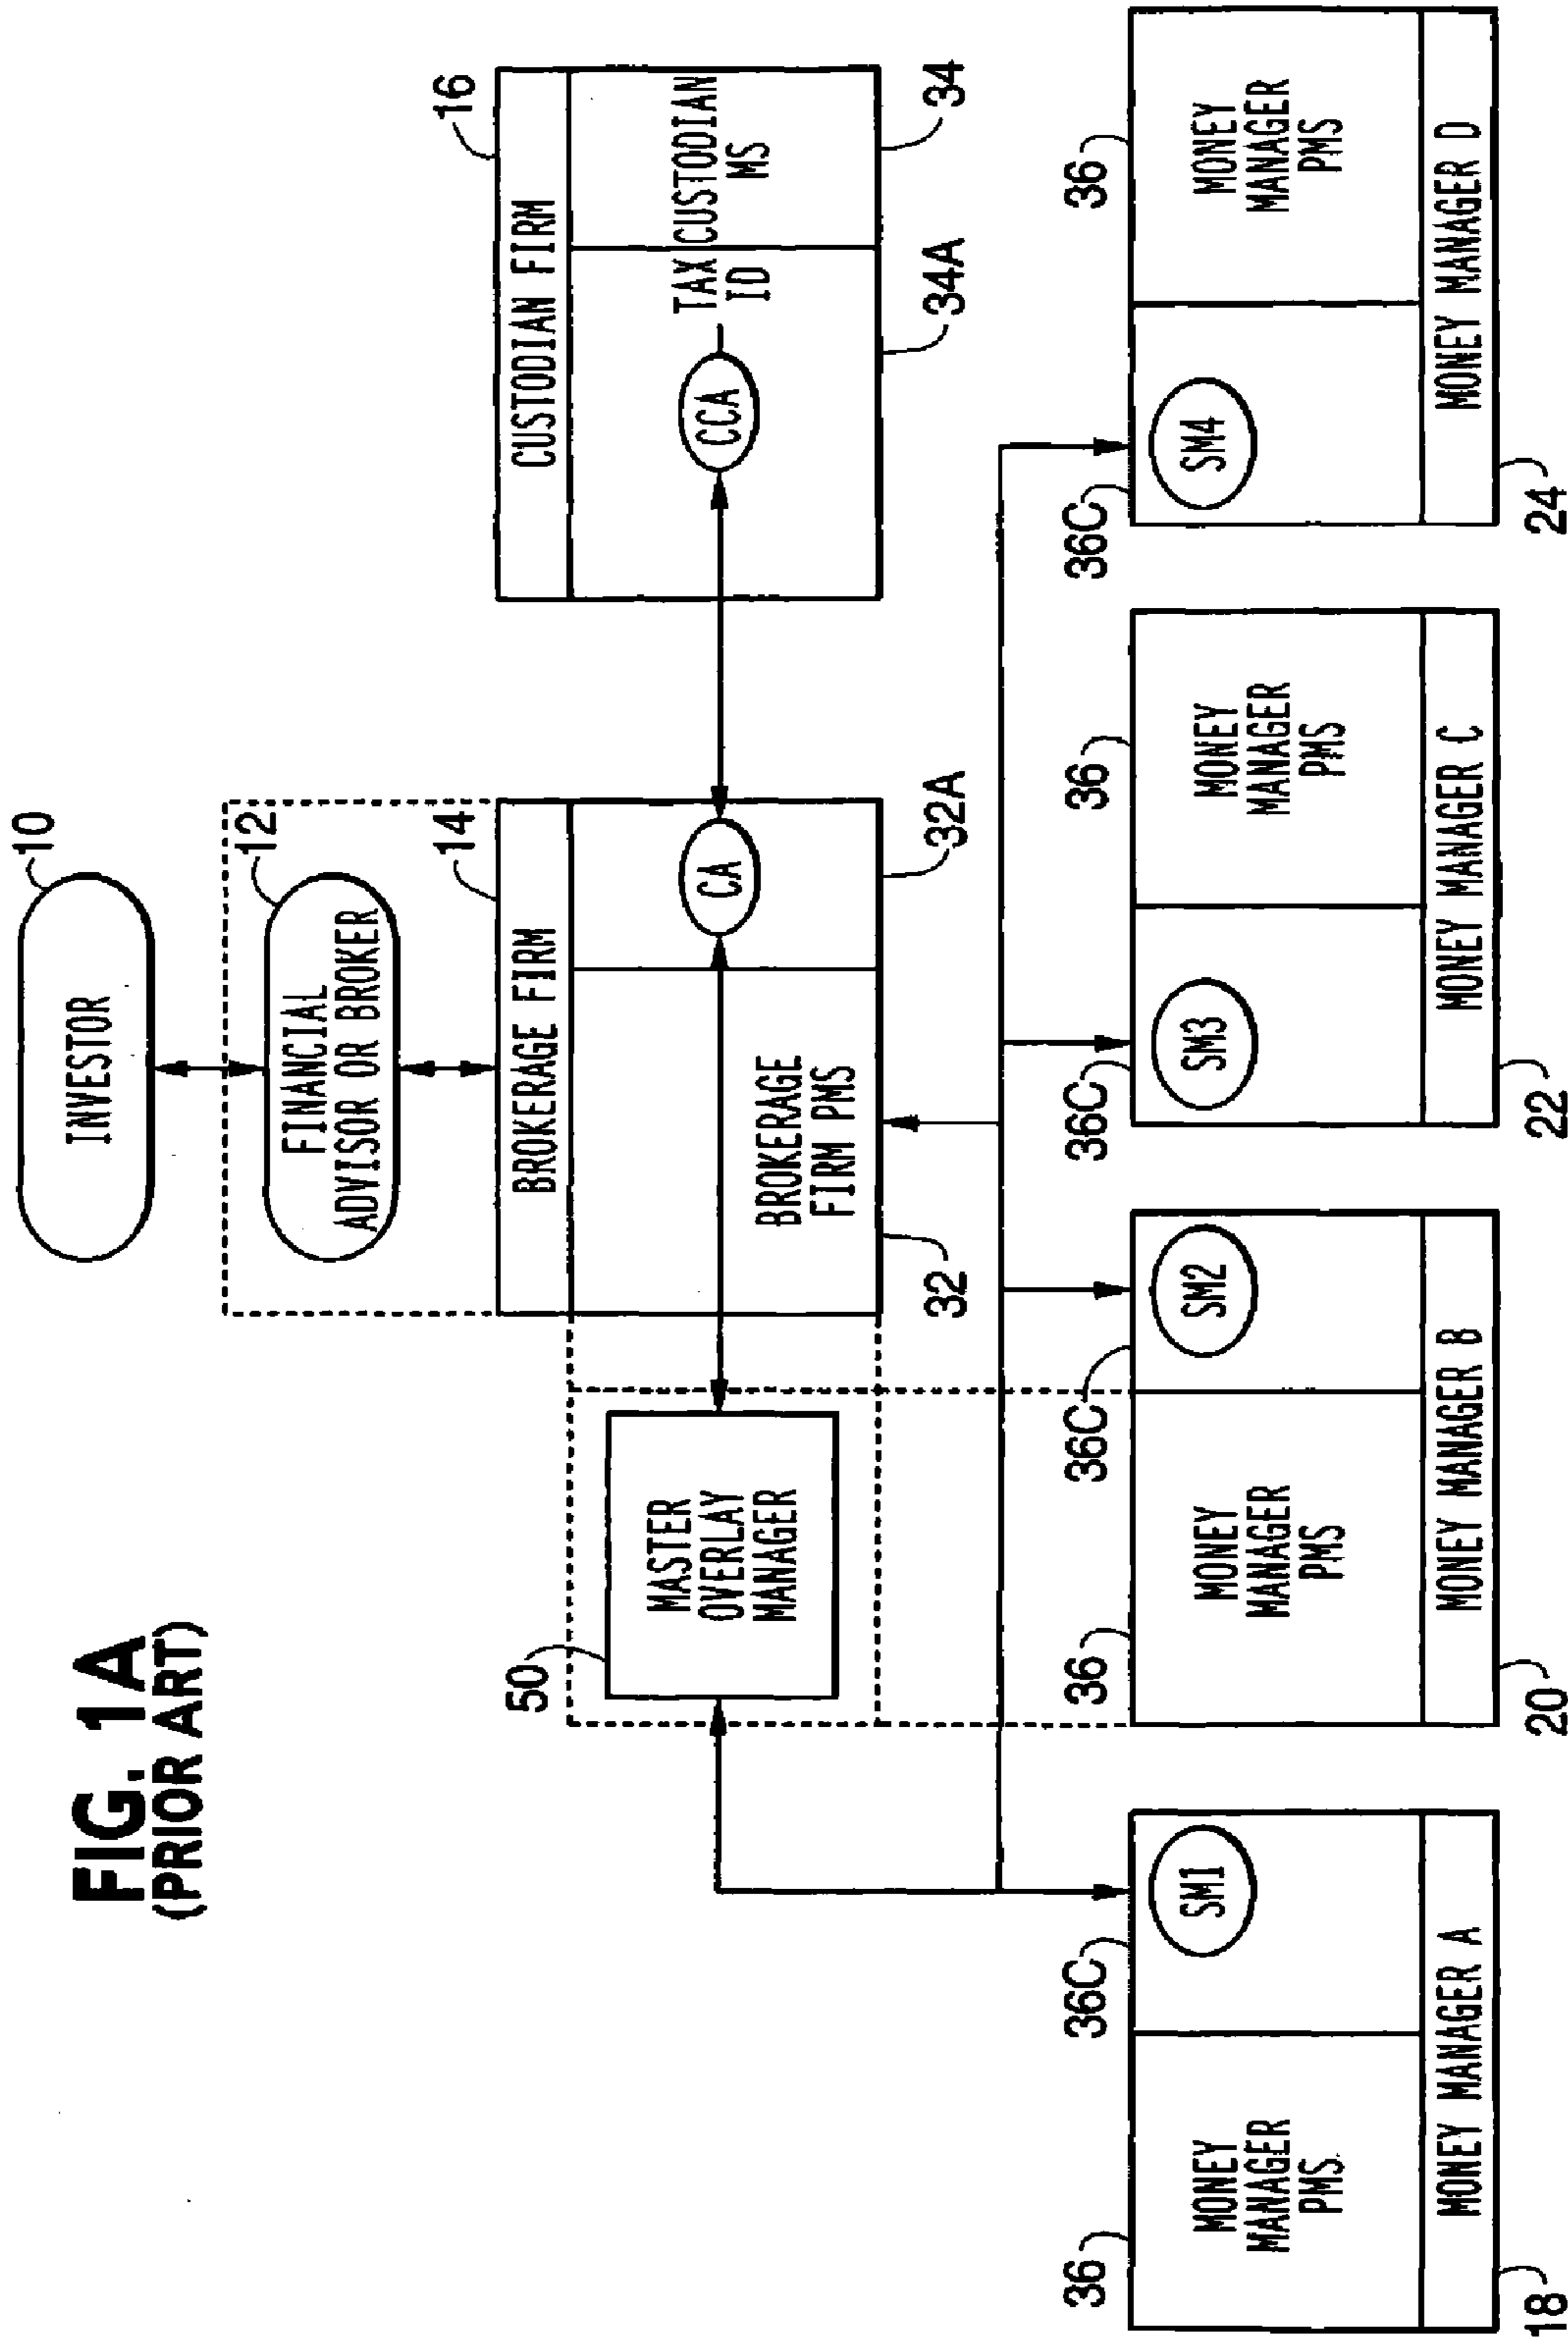 FIG. 1A
(PRIOR ART)
10
INVESTOR
12
FINANCIAL
ADVISOR OR BROKER
14
BROKERAGE FIRM
CA
BROKERAGE
FIRM PMS
32
32A
16
CUSTODIAN FIRM
CCA
TAX
ID
CUSTODIAN
MS
34A
34
50
MASTER
OVERLAY
MANAGER
36
36C
MONEY
MANAGER
PMS
SM1
MONEY MANAGER A
18
36
36C
MONEY
MANAGER
PMS
SM2
MONEY MANAGER B
20
36C
36
SM3
MONEY
MANAGER
PMS
MONEY MANAGER C
22
36C
36
SM4
MONEY
MANAGER
PMS
MONEY MANAGER D
24